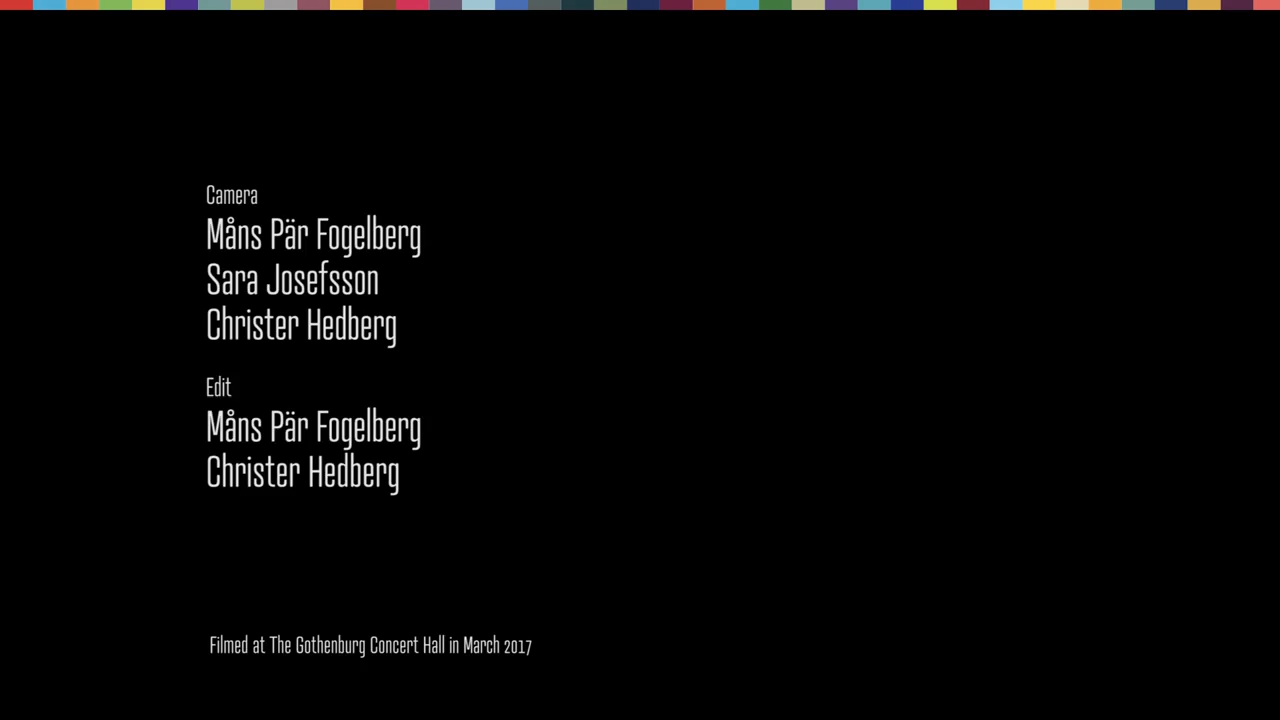 Camera
Måns Pär Fogelberg
Sara Josefsson
Christer Hedberg
Edit
Måns Pär Fogelberg
Christer Hedberg
Filmed at The Gothenburg Concert Hall in March 2017